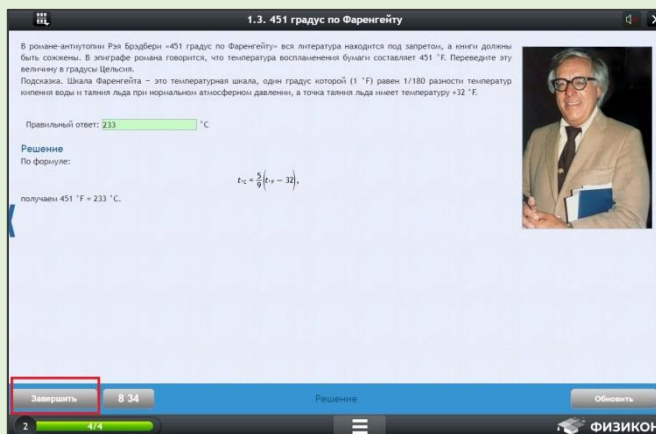 1.3. 451 градус по Фаренгейту
В романе-антиутопии Рэя Брэдбери «451 градус по Фаренгейту» вся литература находится под запретом, а книги должны
быть сожжены. В эпиграфе романа говорится, что температура воспламенения бумаги составляет 451 °F. Переведите эту
величину в градусы Цельсия.
Подсказка. Шкала Фаренгейта – это температурная шкала, один градус которой (1 °F) равен 1/180 разности температур
кипения воды и таяния льда при нормальном атмосферном давлении, а точка таяния льда имеет температуру +32 °F.
Правильный ответ: 233 °C
Решение
По формуле:
t°C = 5/9 (t°F − 32),
получаем 451 °F = 233 °C.
Завершить 8 34 Решение Обновить
2 4/4 ФИЗИКОН